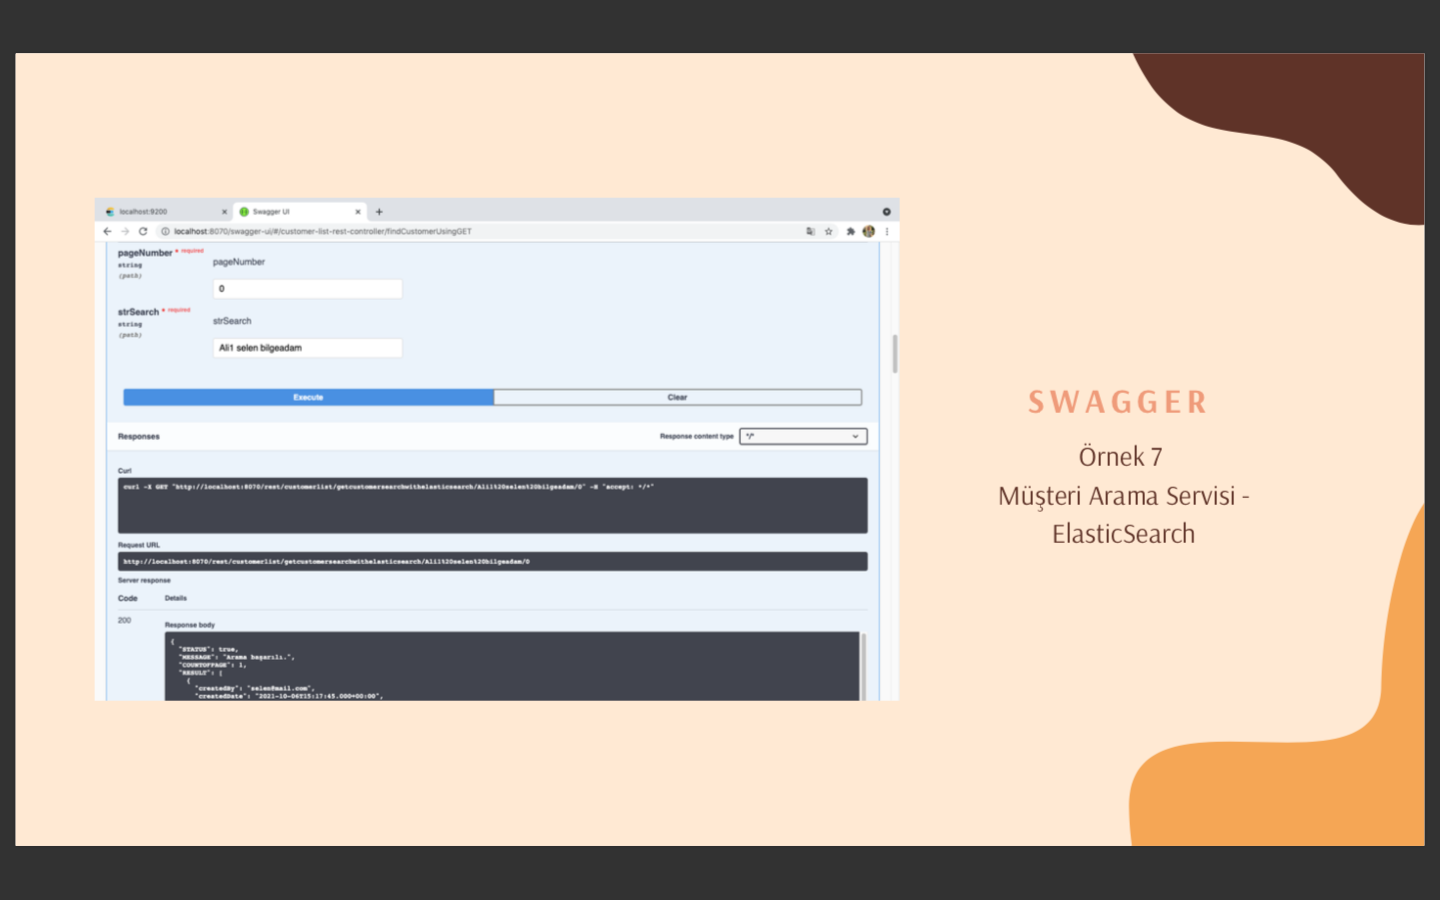 localhost:9200
Swagger UI
localhost:8070/swagger-ui/#/customer-list-rest-controller/findCustomerUsingGET
pageNumber * required
string
(path)
pageNumber
0
strSearch * required
string
(path)
strSearch
Ali1 selen bilgeadam
Execute
Clear
Responses
Response content type
*/*
Curl
curl -X GET "http://localhost:8070/rest/customerlist/getcustomersearchwithelasticsearch/Ali1%20selen%20bilgeadam/0" -H "accept: */*"
Request URL
http://localhost:8070/rest/customerlist/getcustomersearchwithelasticsearch/Ali1%20selen%20bilgeadam/0
Server response
Code
Details
200
Response body
{
"STATUS": true,
"MESSAGE": "Arama başarılı.",
"COUNTOFPAGE": 1,
"RESULT": [
{
"createdBy": "selen@mail.com",
"createdDate": "2021-10-06T15:17:45.000+00:00",
SWAGGER
Örnek 7
Müşteri Arama Servisi -
ElasticSearch